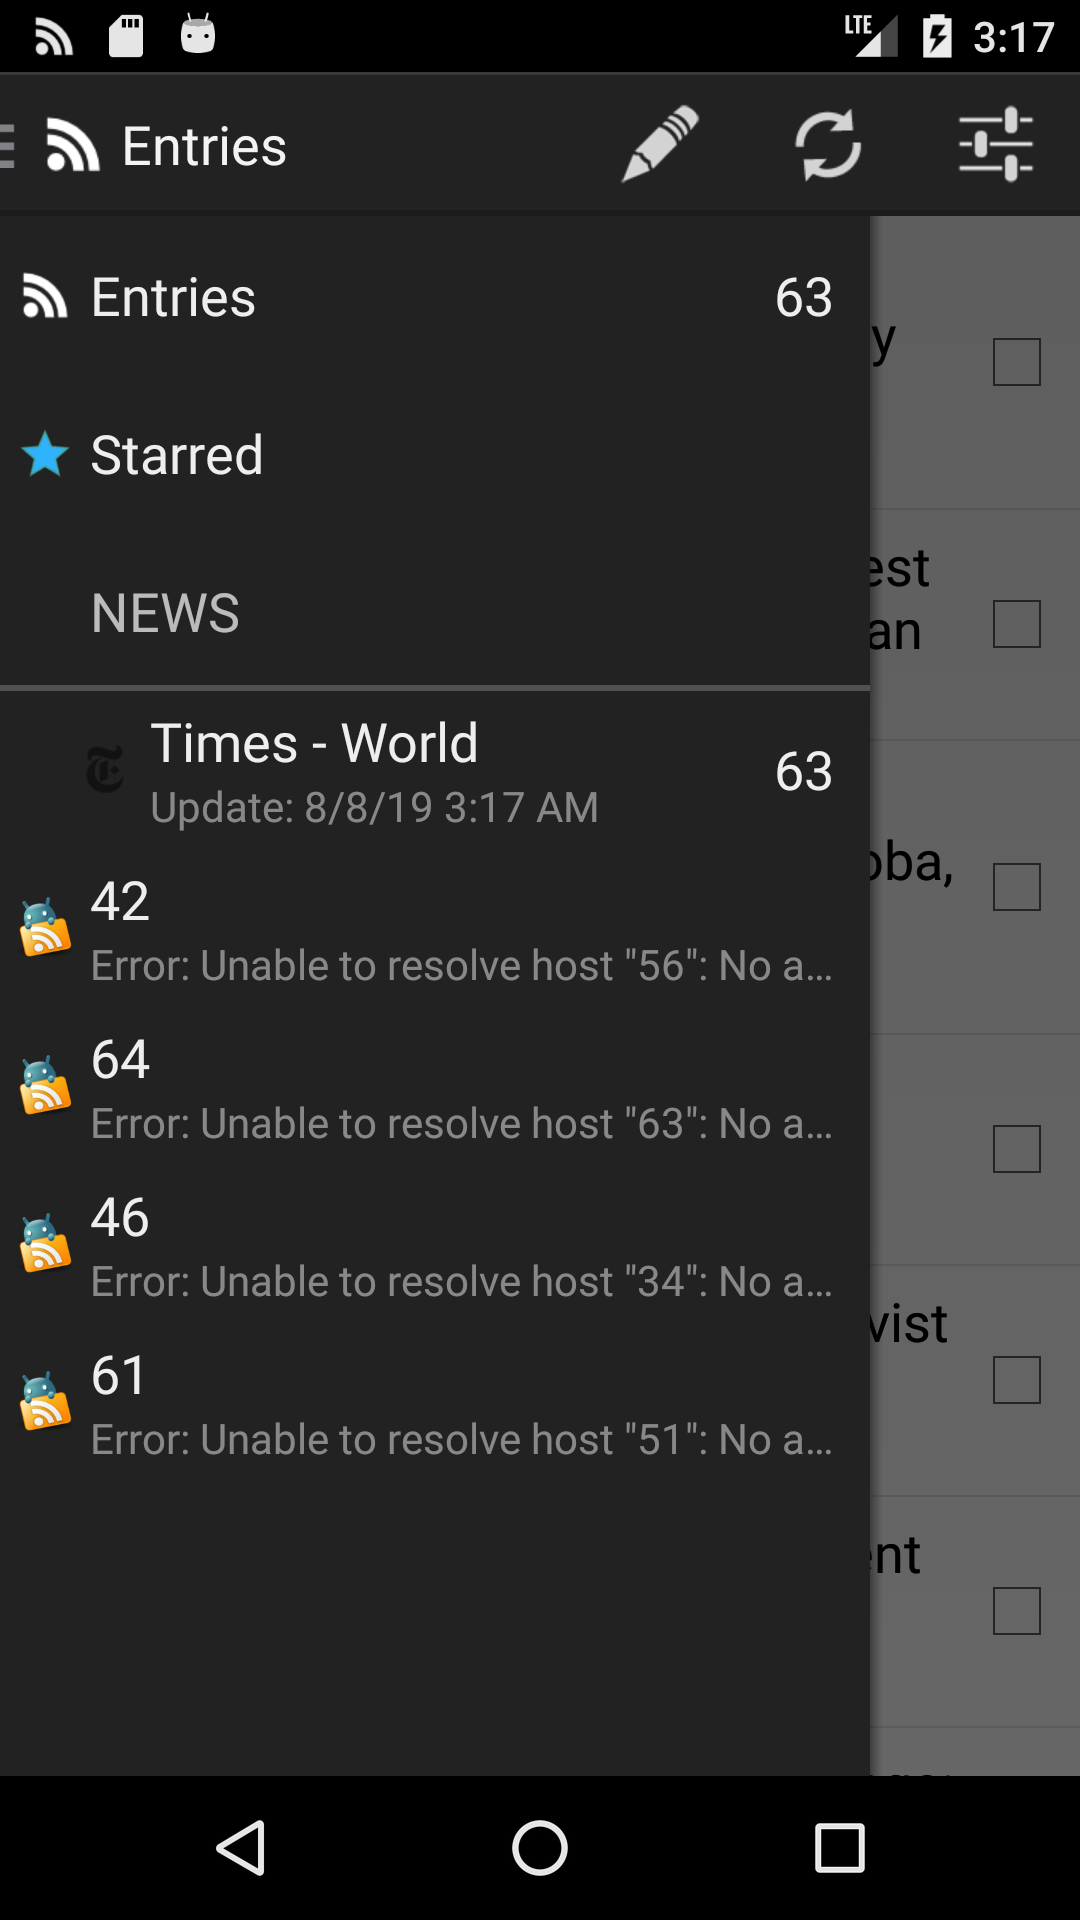 LTE 3:17
Entries
Entries 63
y
Starred
est
an
NEWS
Times - World 63
Update: 8/8/19 3:17 AM
oba,
42
Error: Unable to resolve host "56": No a...
64
Error: Unable to resolve host "63": No a...
46
Error: Unable to resolve host "34": No a...
vist
61
Error: Unable to resolve host "51": No a...
ent